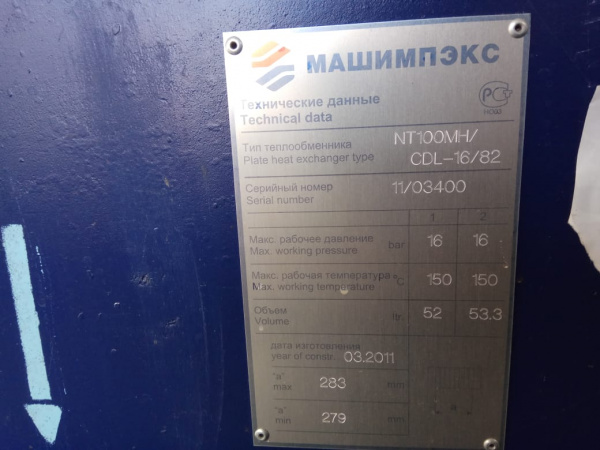 МАШИМПЭКС
Технические данные
Technical data
РС
Тип теплообменника
Plate heat exchanger type
NT100MH/
CDL-16/82
Серийный номер
Serial number
11/03400
1 2
Макс. рабочее давление
Max. working pressure
bar 16 16
Макс. рабочая температура
Max. working temperature
°C 150 150
Объем
Volume
ltr. 52 53.3
дата изготовления
year of constr. 03.2011
"a"
max 283 mm
"a"
min 279 mm